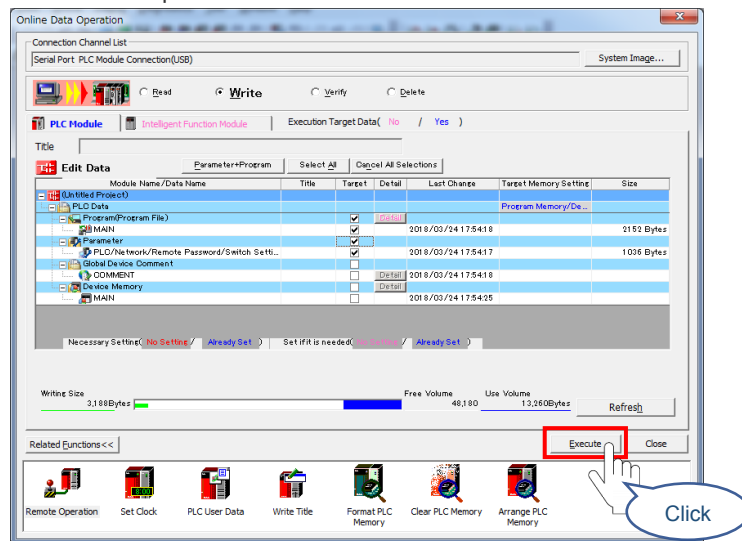 Online Data Operation
Connection Channel List
Serial Port PLC Module Connection(USB)
System Image...
Read Write Verify Delete
PLC Module Intelligent Function Module Execution Target Data( No / Yes )
Title
Edit Data Parameter+Program Select All Cancel All Selections
Module Name/Data Name Title Target Detail Last Change Target Memory Setting Size
(Untitled Project)
PLC Data Program Memory/De...
Program(Program File) Detail
MAIN 2018/03/24 17:54:18 2152 Bytes
Parameter
PLC/Network/Remote Password/Switch Setti... 2018/03/24 17:54:17 1036 Bytes
Global Device Comment
COMMENT Detail 2018/03/24 17:54:18
Device Memory Detail
MAIN 2018/03/24 17:54:25
Necessary Setting( No Setting / Already Set ) Set if it is needed( No Setting / Already Set )
Writing Size Free Volume Use Volume
3,188Bytes 48,180 13,260Bytes Refresh
Related Functions<< Execute Close
Remote Operation Set Clock PLC User Data Write Title Format PLC Memory Clear PLC Memory Arrange PLC Memory
Click